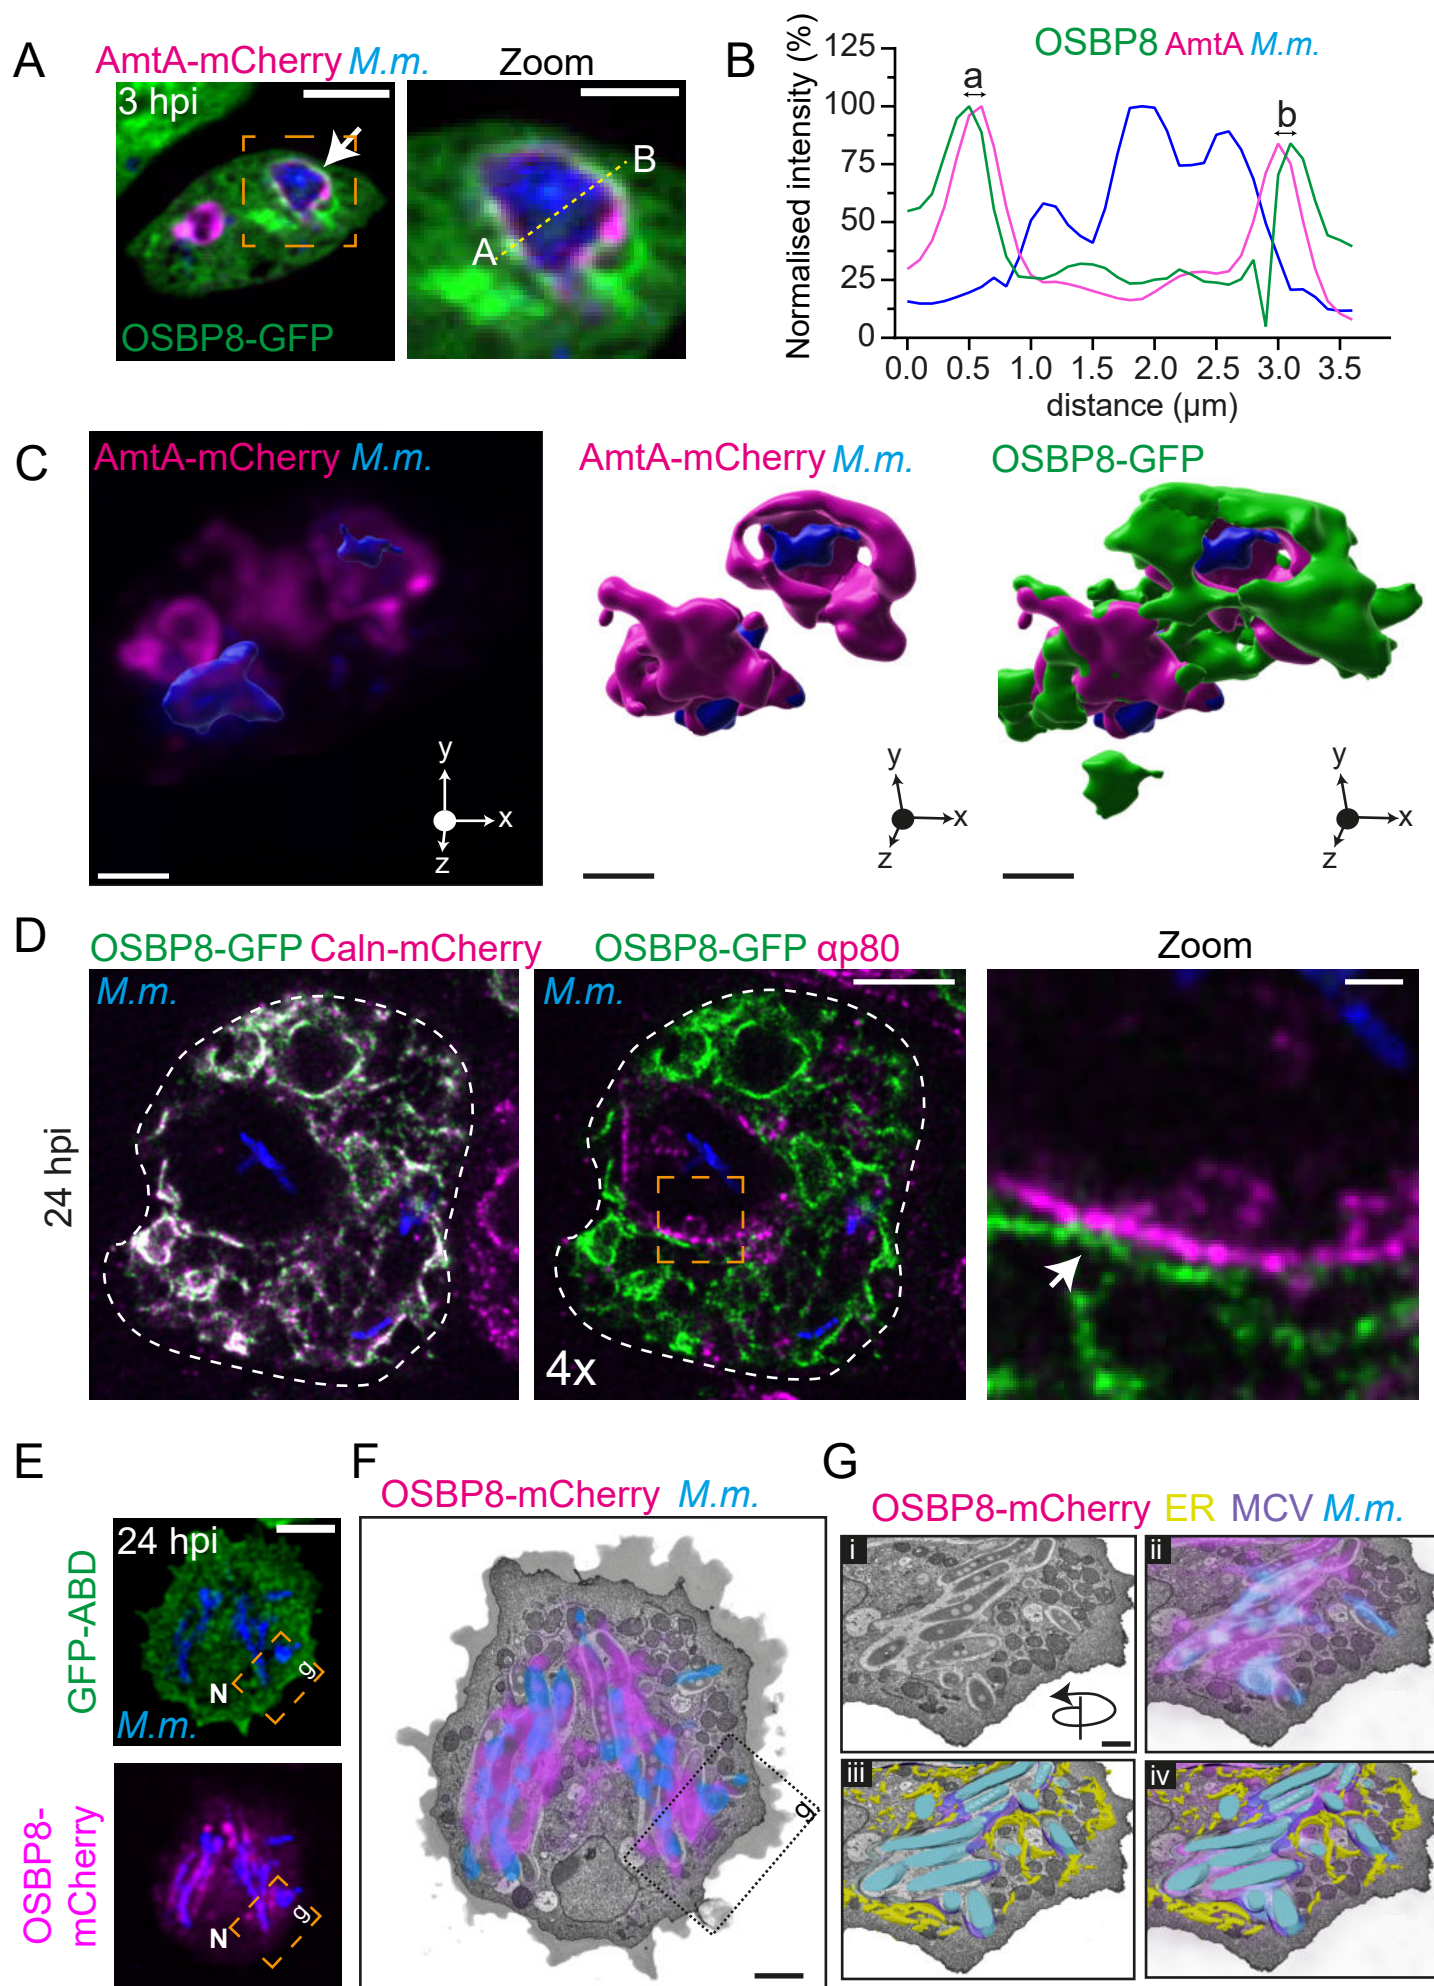 A
AmtA-mCherry M.m.
Zoom
3 hpi
OSBP8-GFP
A
B
B
OSBP8 AmtA M.m.
Normalised intensity (%)
125
100
75
50
25
0
a
b
0.0 0.5 1.0 1.5 2.0 2.5 3.0 3.5
distance (µm)
C
AmtA-mCherry M.m.
y
x
z
AmtA-mCherry M.m.
y
x
z
OSBP8-GFP
y
x
z
D
OSBP8-GFP Caln-mCherry
OSBP8-GFP αp80
Zoom
24 hpi
M.m.
M.m.
4x
E
GFP-ABD
24 hpi
N
g
M.m.
OSBP8-
mCherry
N
g
F
OSBP8-mCherry M.m.
g
G
OSBP8-mCherry ER MCV M.m.
i
ii
iii
iv